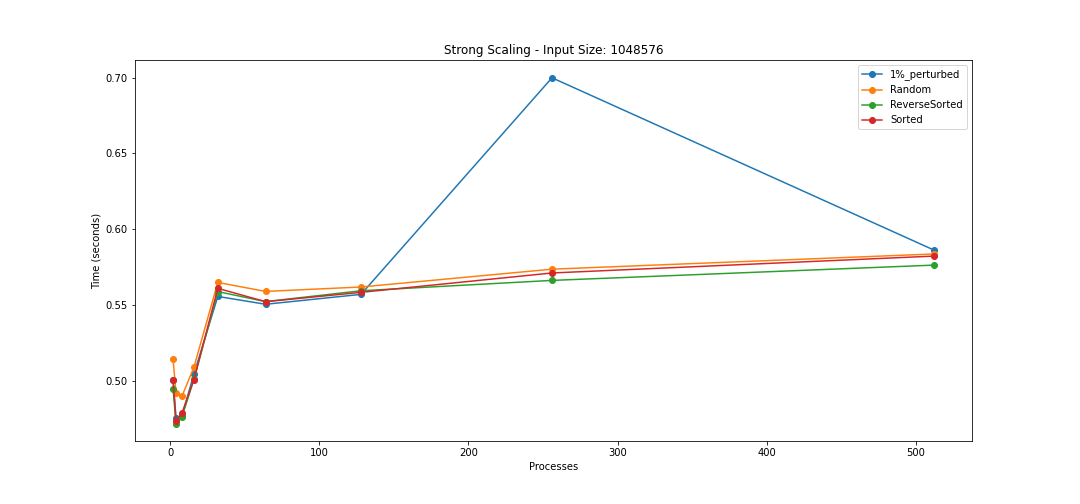 Strong Scaling - Input Size: 1048576
1%_perturbed
Random
ReverseSorted
Sorted
0.70
0.65
0.60
0.55
0.50
Time (seconds)
0 100 200 300 400 500
Processes